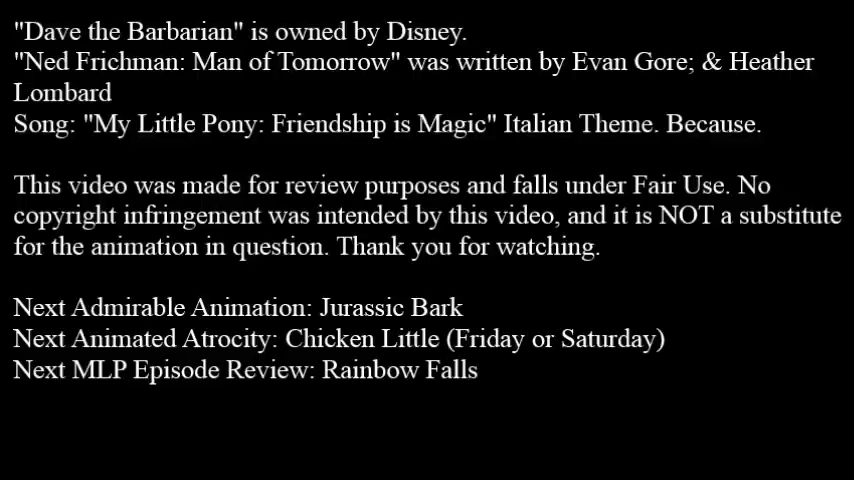 "Dave the Barbarian" is owned by Disney.
"Ned Frichman: Man of Tomorrow" was written by Evan Gore; & Heather
Lombard
Song: "My Little Pony: Friendship is Magic" Italian Theme. Because.
This video was made for review purposes and falls under Fair Use. No
copyright infringement was intended by this video, and it is NOT a substitute
for the animation in question. Thank you for watching.
Next Admirable Animation: Jurassic Bark
Next Animated Atrocity: Chicken Little (Friday or Saturday)
Next MLP Episode Review: Rainbow Falls